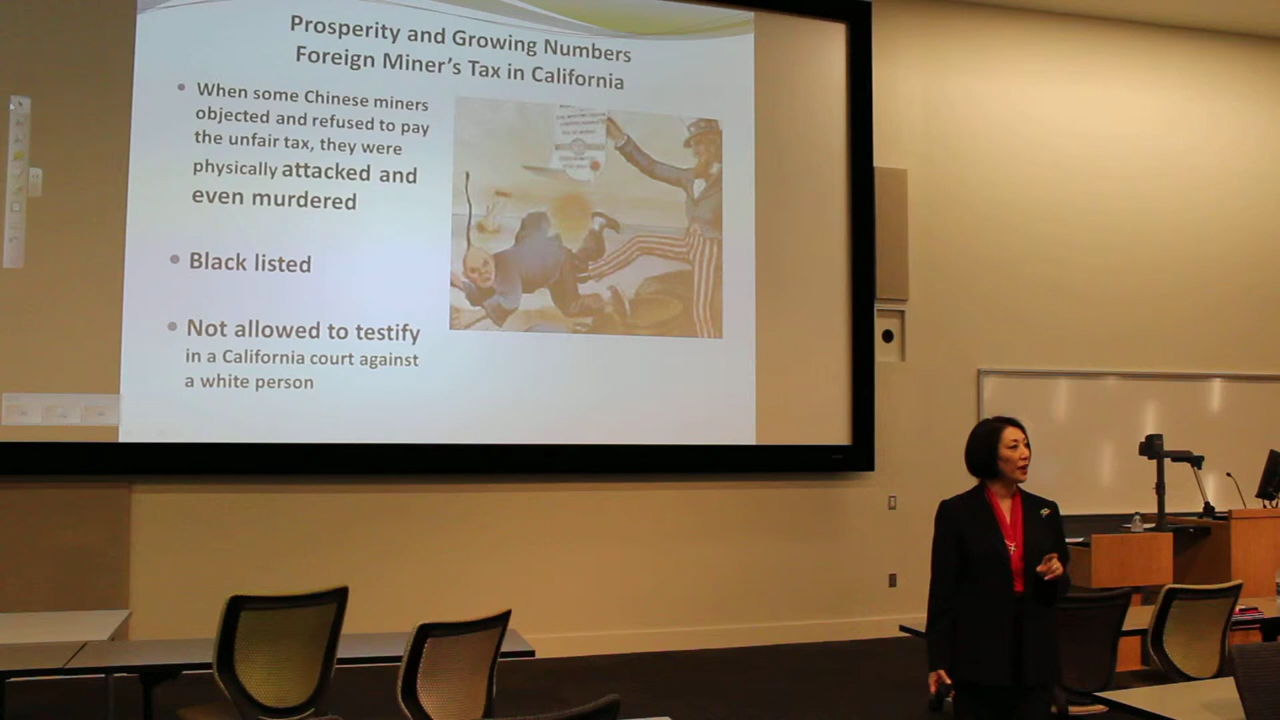 Prosperity and Growing Numbers
Foreign Miner's Tax in California
• When some Chinese miners
objected and refused to pay
the unfair tax, they were
physically attacked and
even murdered
• Black listed
• Not allowed to testify
in a California court against
a white person